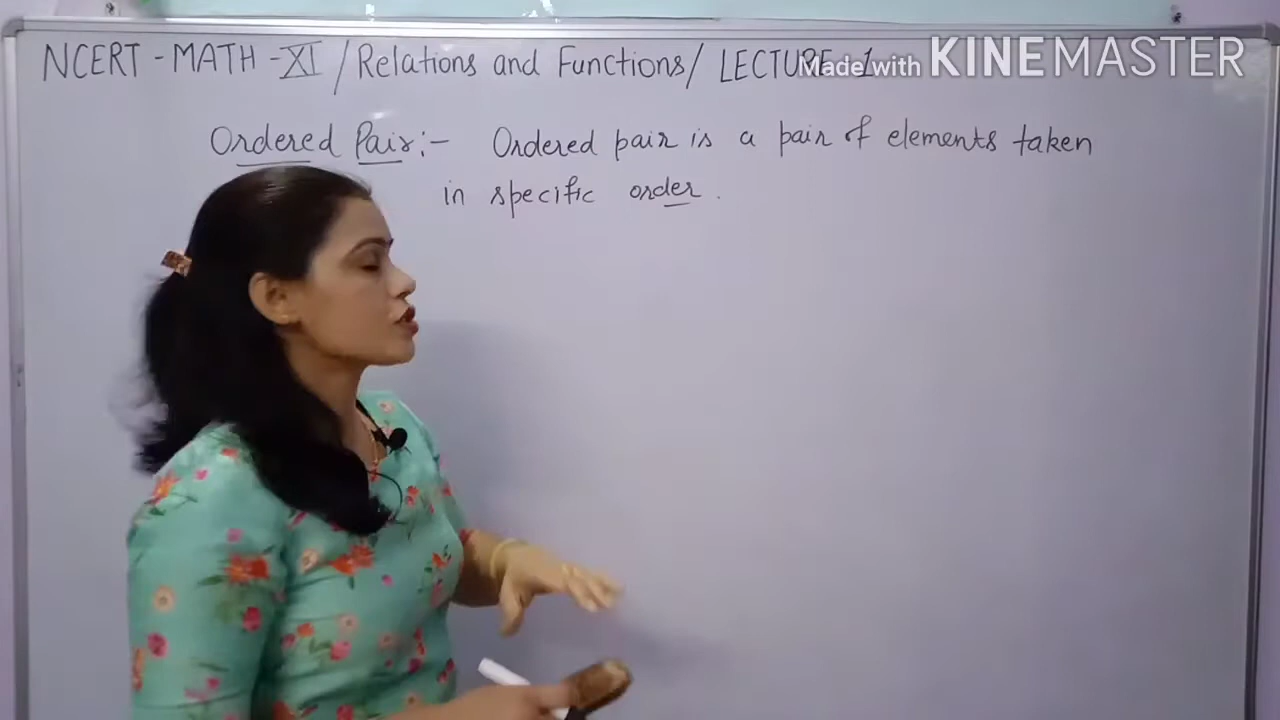 NCERT - MATH - XI / Relations and Functions / LECTURE - 1
Made with KINEMASTER
Ordered Pair :- Ordered pair is a pair of elements taken
in specific order .